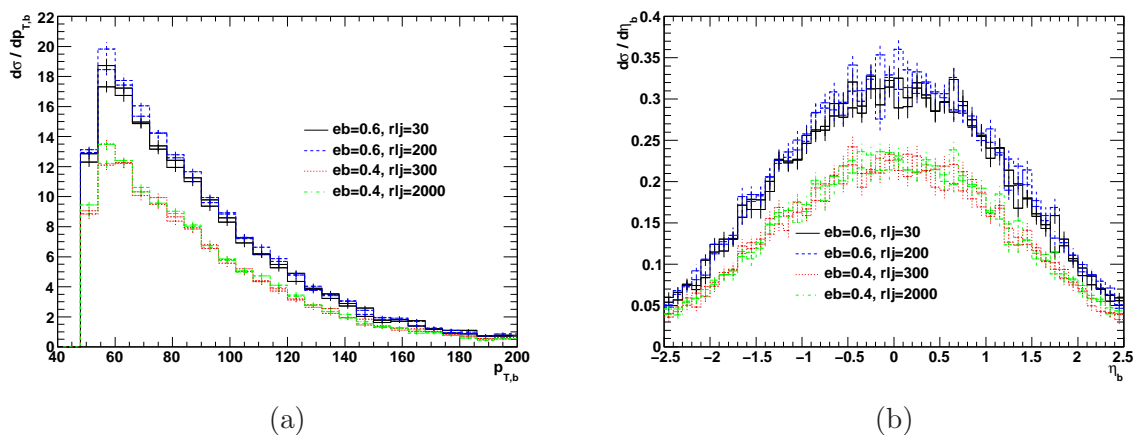 dσ / dp_{T,b}
22
20
18
16
14
12
10
8
6
4
2
0
eb=0.6, rlj=30
eb=0.6, rlj=200
eb=0.4, rlj=300
eb=0.4, rlj=2000
40 60 80 100 120 140 160 180 200
p_{T,b}
(a)
dσ / dη_b
0.4
0.35
0.3
0.25
0.2
0.15
0.1
0.05
0
eb=0.6, rlj=30
eb=0.6, rlj=200
eb=0.4, rlj=300
eb=0.4, rlj=2000
−2.5 −2 −1.5 −1 −0.5 0 0.5 1 1.5 2 2.5
η_b
(b)